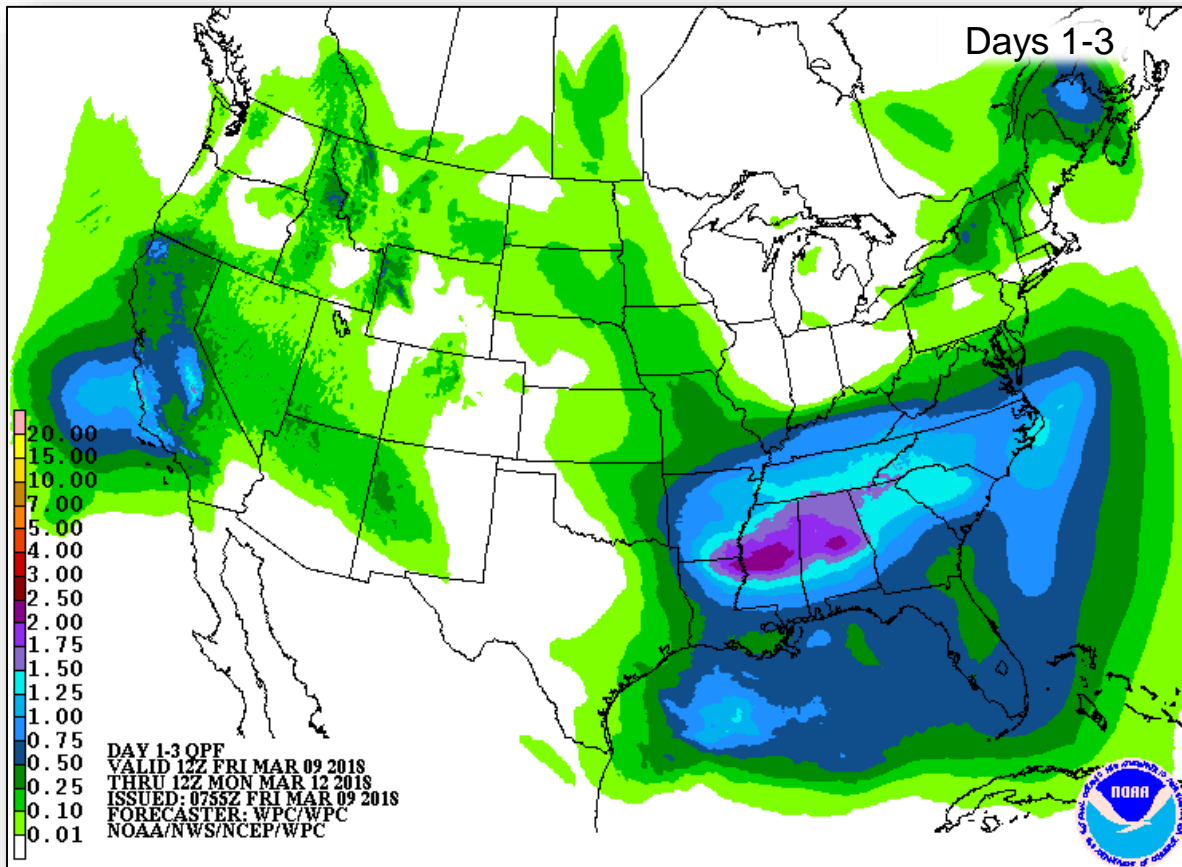 Days 1-3
20.00
15.00
10.00
7.00
5.00
4.00
3.00
2.50
2.00
1.75
1.50
1.25
1.00
0.75
0.50
0.25
0.10
0.01
DAY 1-3 QPF
VALID 12Z FRI MAR 09 2018
THRU 12Z MON MAR 12 2018
ISSUED: 0755Z FRI MAR 09 2018
FORECASTER: WPC/WPC
NOAA/NWS/NCEP/WPC
NOAA